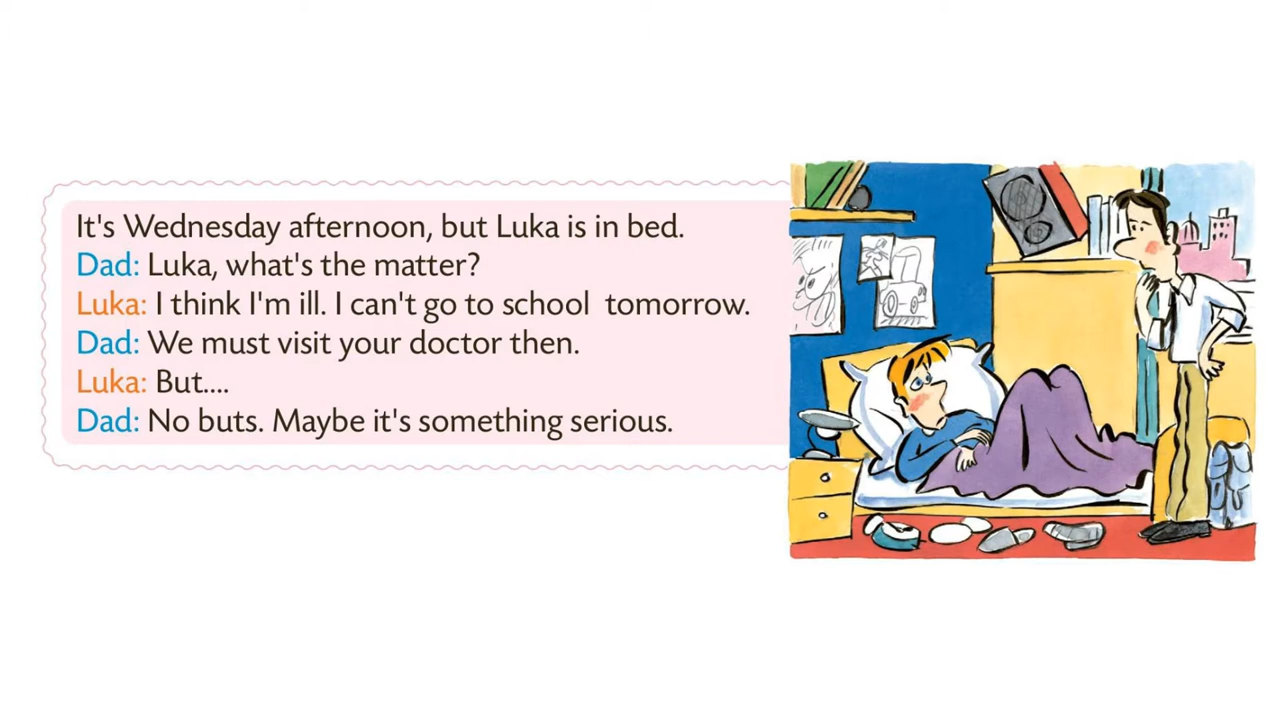 It's Wednesday afternoon, but Luka is in bed.
Dad: Luka, what's the matter?
Luka: I think I'm ill. I can't go to school tomorrow.
Dad: We must visit your doctor then.
Luka: But....
Dad: No buts. Maybe it's something serious.